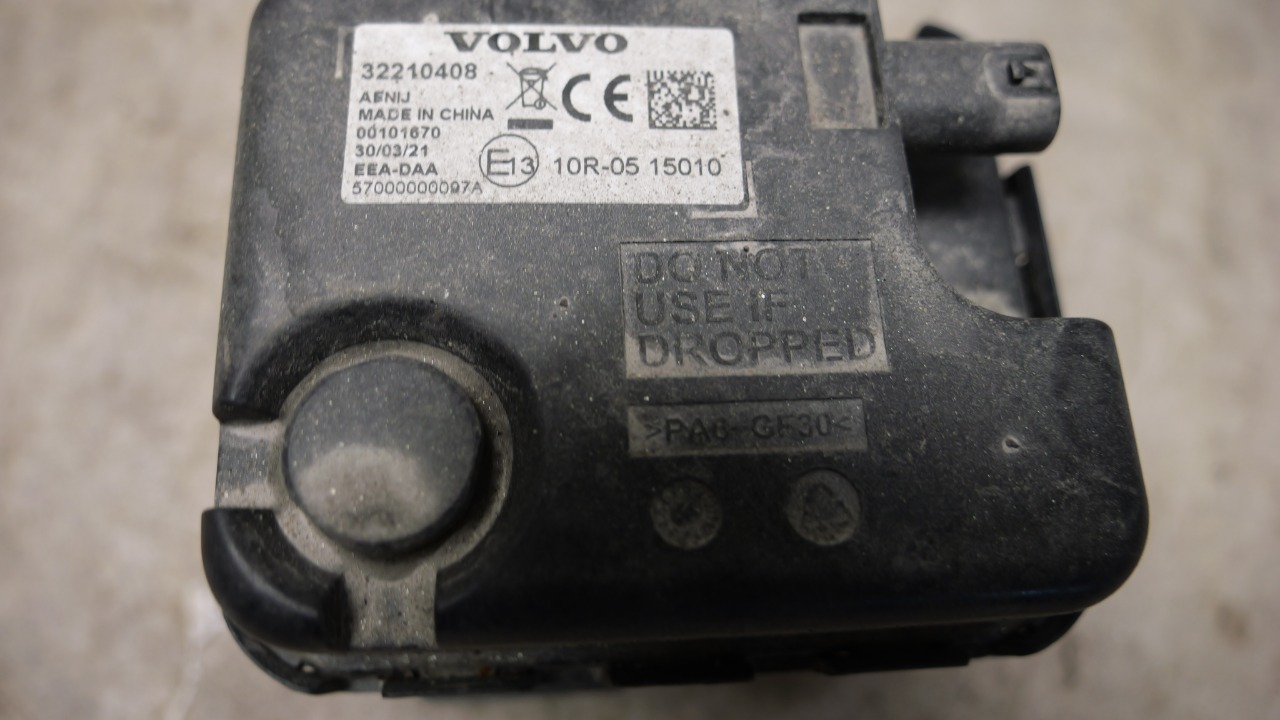 VOLVO
32210408
AENIJ
MADE IN CHINA
00101670
30/03/21
EEA-DAA
57000000097A
CE
E13 10R-05 15010
DO NOT
USE IF
DROPPED
>PA6-GF30<